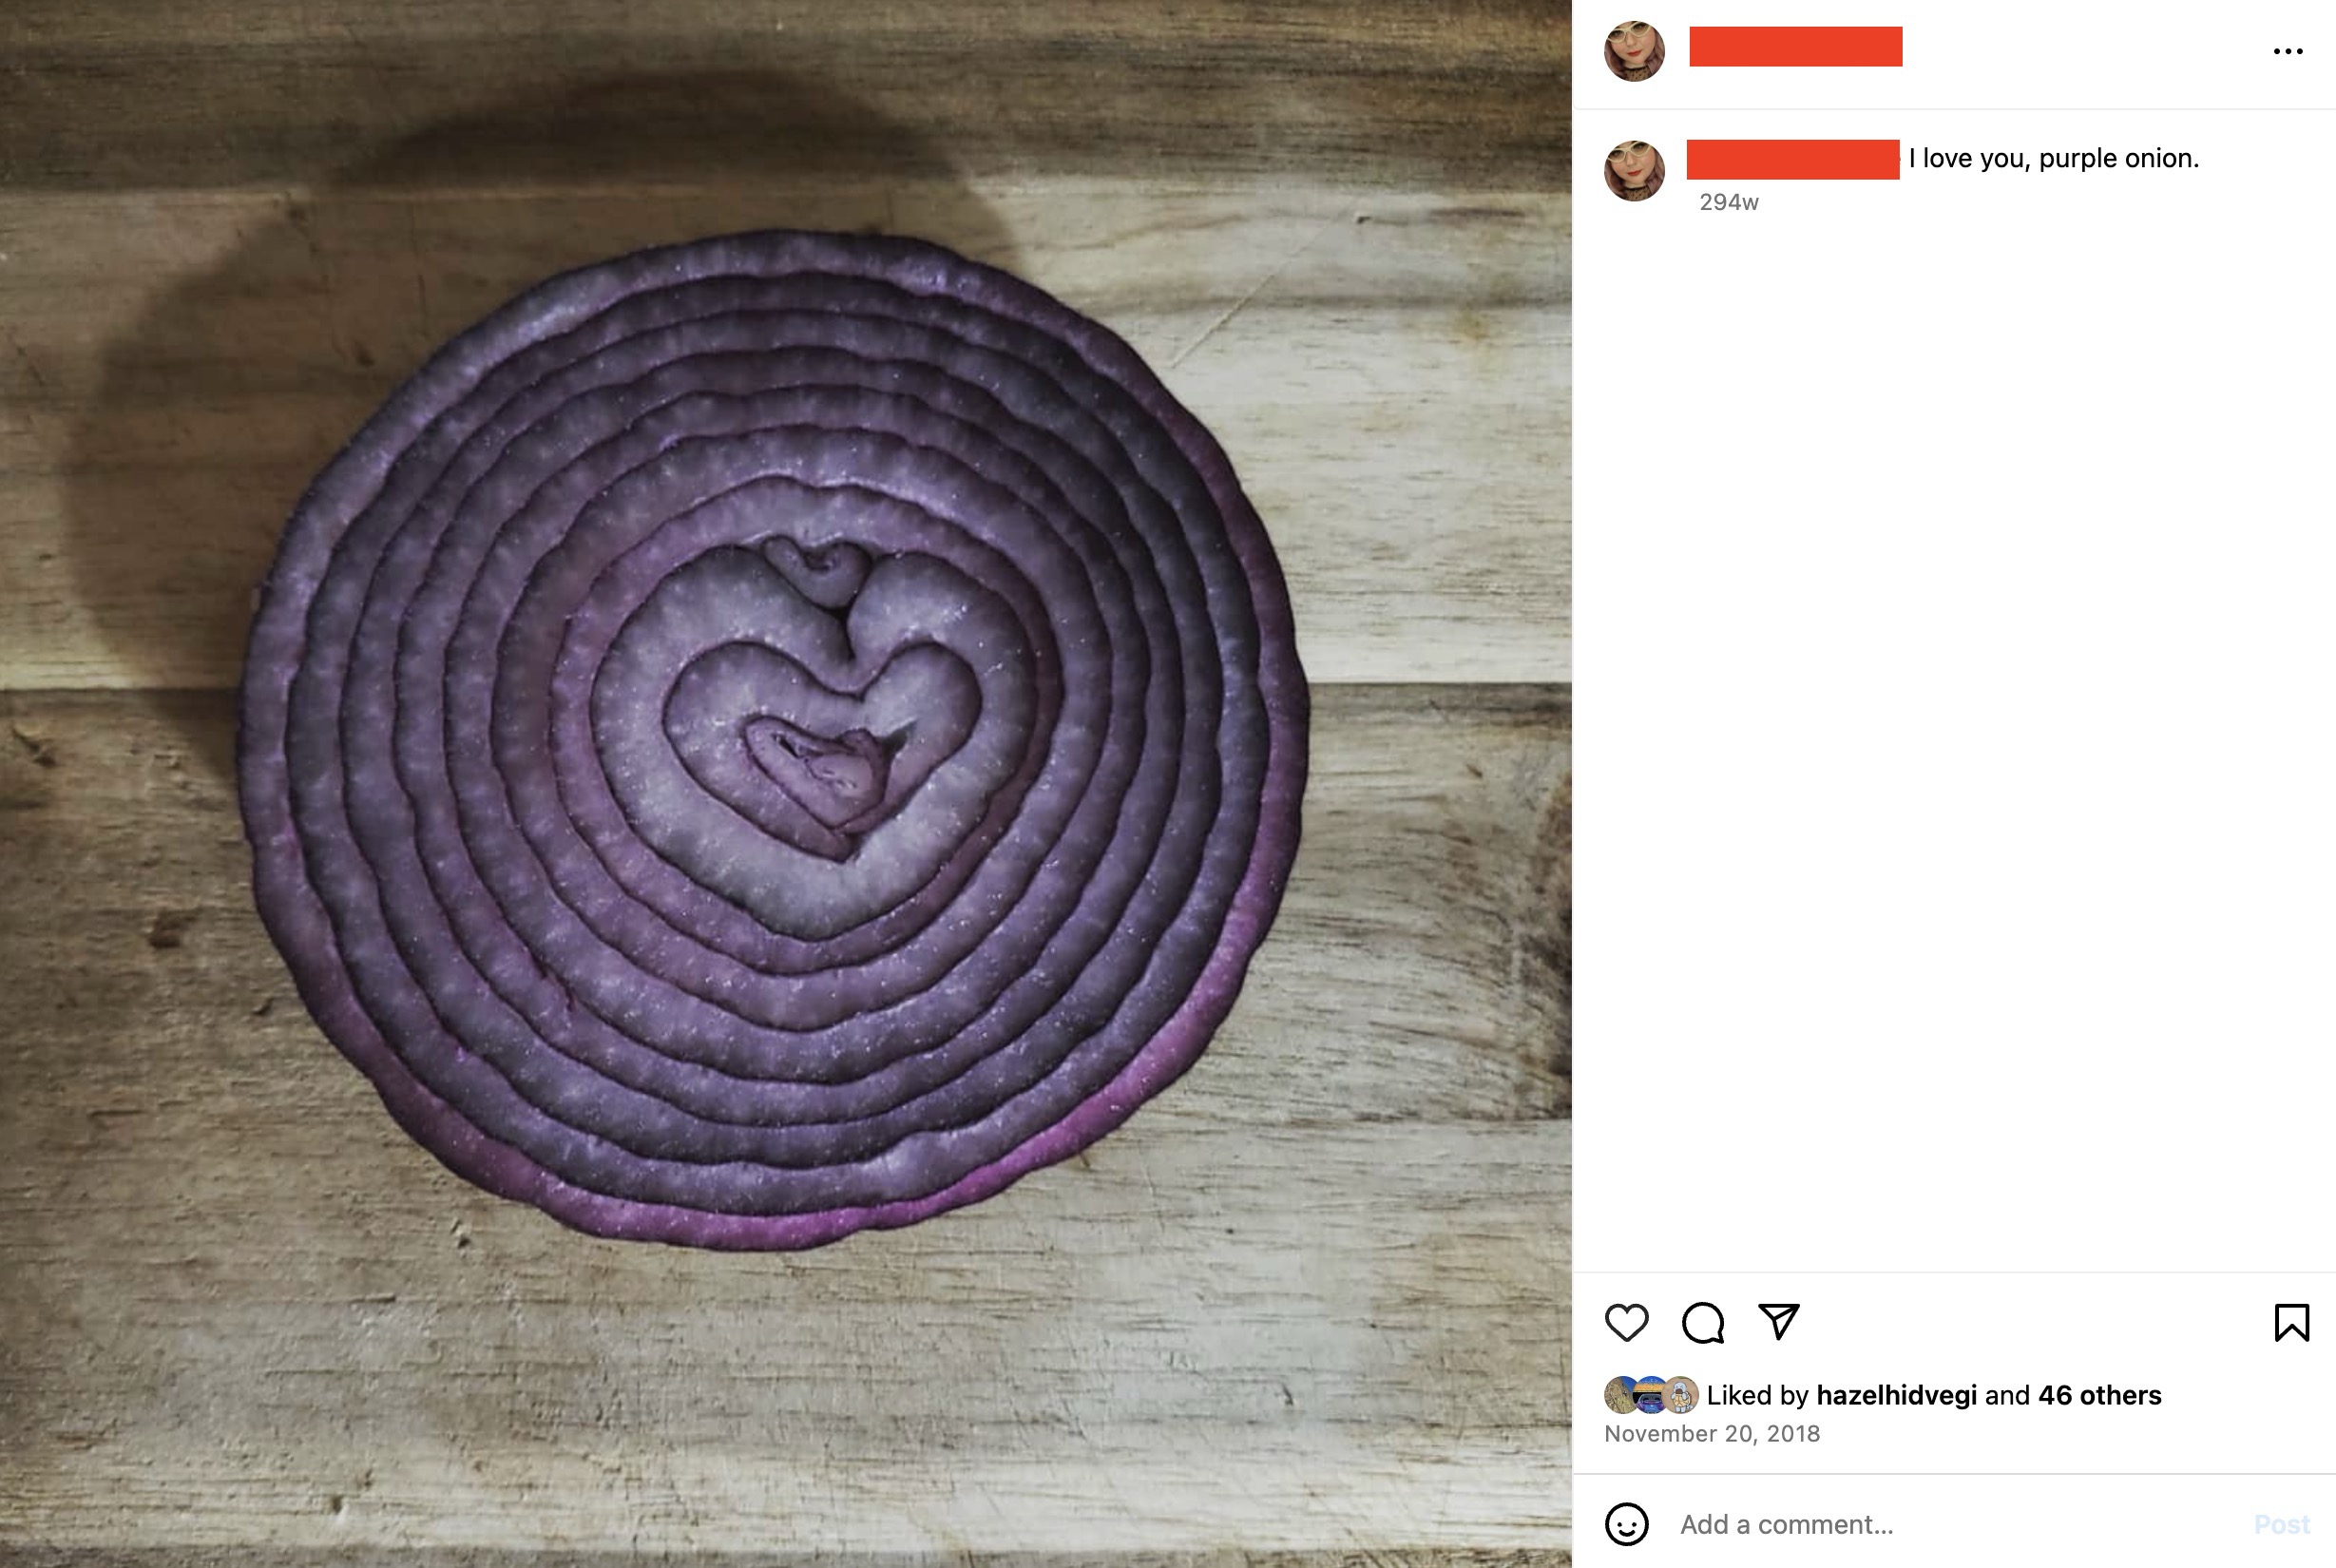 I love you, purple onion.
294w
Liked by hazelhidvegi and 46 others
November 20, 2018
Add a comment...
Post